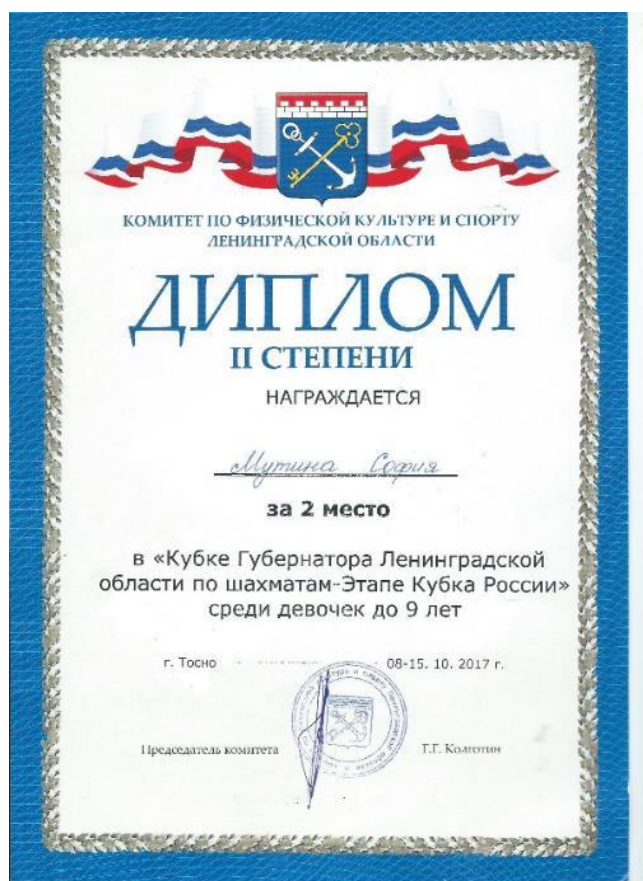 КОМИТЕТ ПО ФИЗИЧЕСКОЙ КУЛЬТУРЕ И СПОРТУ
ЛЕНИНГРАДСКОЙ ОБЛАСТИ
ДИПЛОМ
II СТЕПЕНИ
НАГРАЖДАЕТСЯ
Мутина София
за 2 место
в «Кубке Губернатора Ленинградской
области по шахматам-Этапе Кубка России»
среди девочек до 9 лет
г. Тосно 08-15. 10. 2017 г.
Председатель комитета Г.Г. Колготин